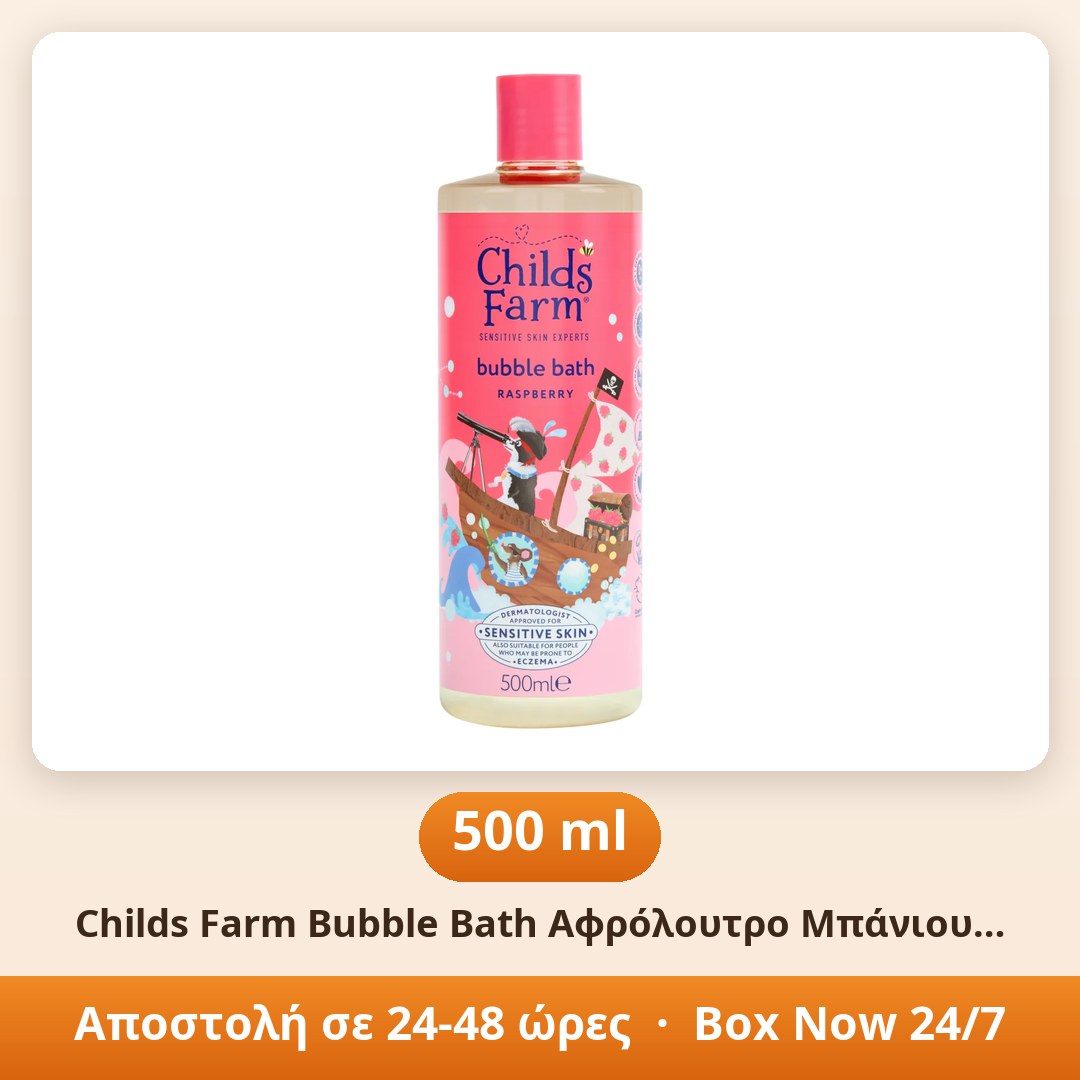 Childs
Farm®
SENSITIVE SKIN EXPERTS
bubble bath
RASPBERRY
DERMATOLOGIST
APPROVED FOR
•SENSITIVE SKIN•
ALSO SUITABLE FOR PEOPLE
WHO MAY BE PRONE TO
•ECZEMA•
500ml℮
500 ml
Childs Farm Bubble Bath Αφρόλουτρο Μπάνιου...
Αποστολή σε 24-48 ώρες · Box Now 24/7